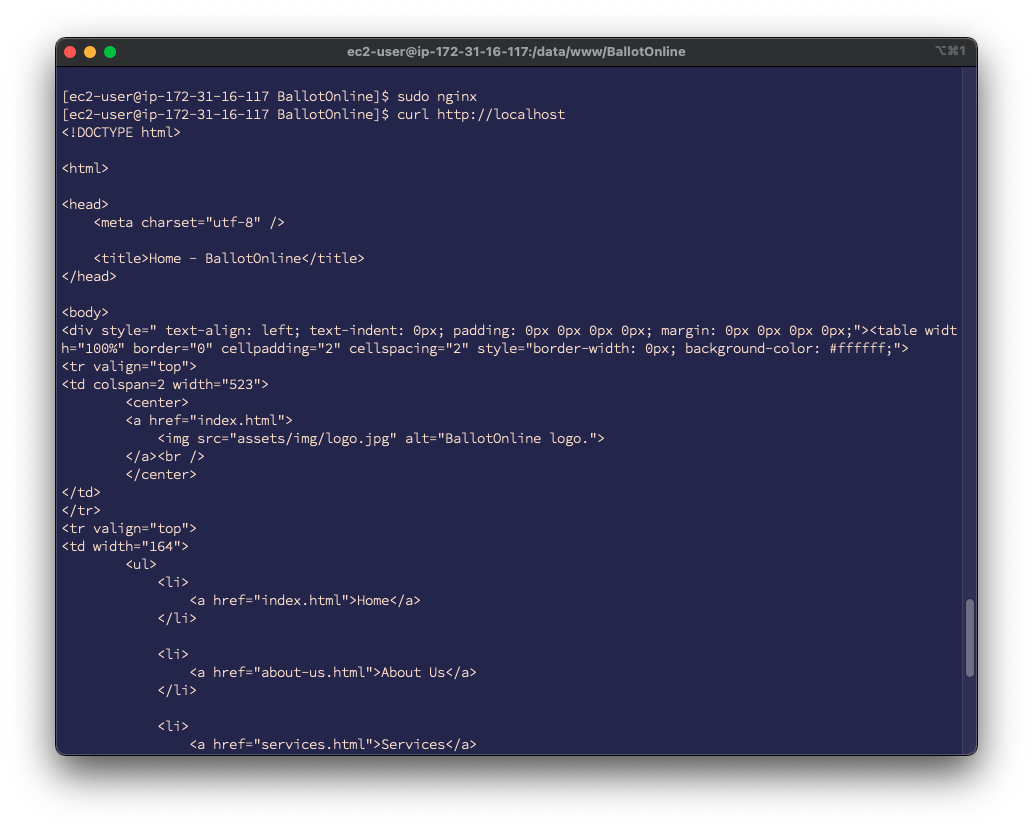 ec2-user@ip-172-31-16-117:/data/www/BallotOnline
⌥⌘1
[ec2-user@ip-172-31-16-117 BallotOnline]$ sudo nginx
[ec2-user@ip-172-31-16-117 BallotOnline]$ curl http://localhost
<!DOCTYPE html>
<html>
<head>
<meta charset="utf-8" />
<title>Home - BallotOnline</title>
</head>
<body>
<div style=" text-align: left; text-indent: 0px; padding: 0px 0px 0px 0px; margin: 0px 0px 0px 0px;"><table widt
h="100%" border="0" cellpadding="2" cellspacing="2" style="border-width: 0px; background-color: #ffffff;">
<tr valign="top">
<td colspan=2 width="523">
<center>
<a href="index.html">
<img src="assets/img/logo.jpg" alt="BallotOnline logo.">
</a><br />
</center>
</td>
</tr>
<tr valign="top">
<td width="164">
<ul>
<li>
<a href="index.html">Home</a>
</li>
<li>
<a href="about-us.html">About Us</a>
</li>
<li>
<a href="services.html">Services</a>